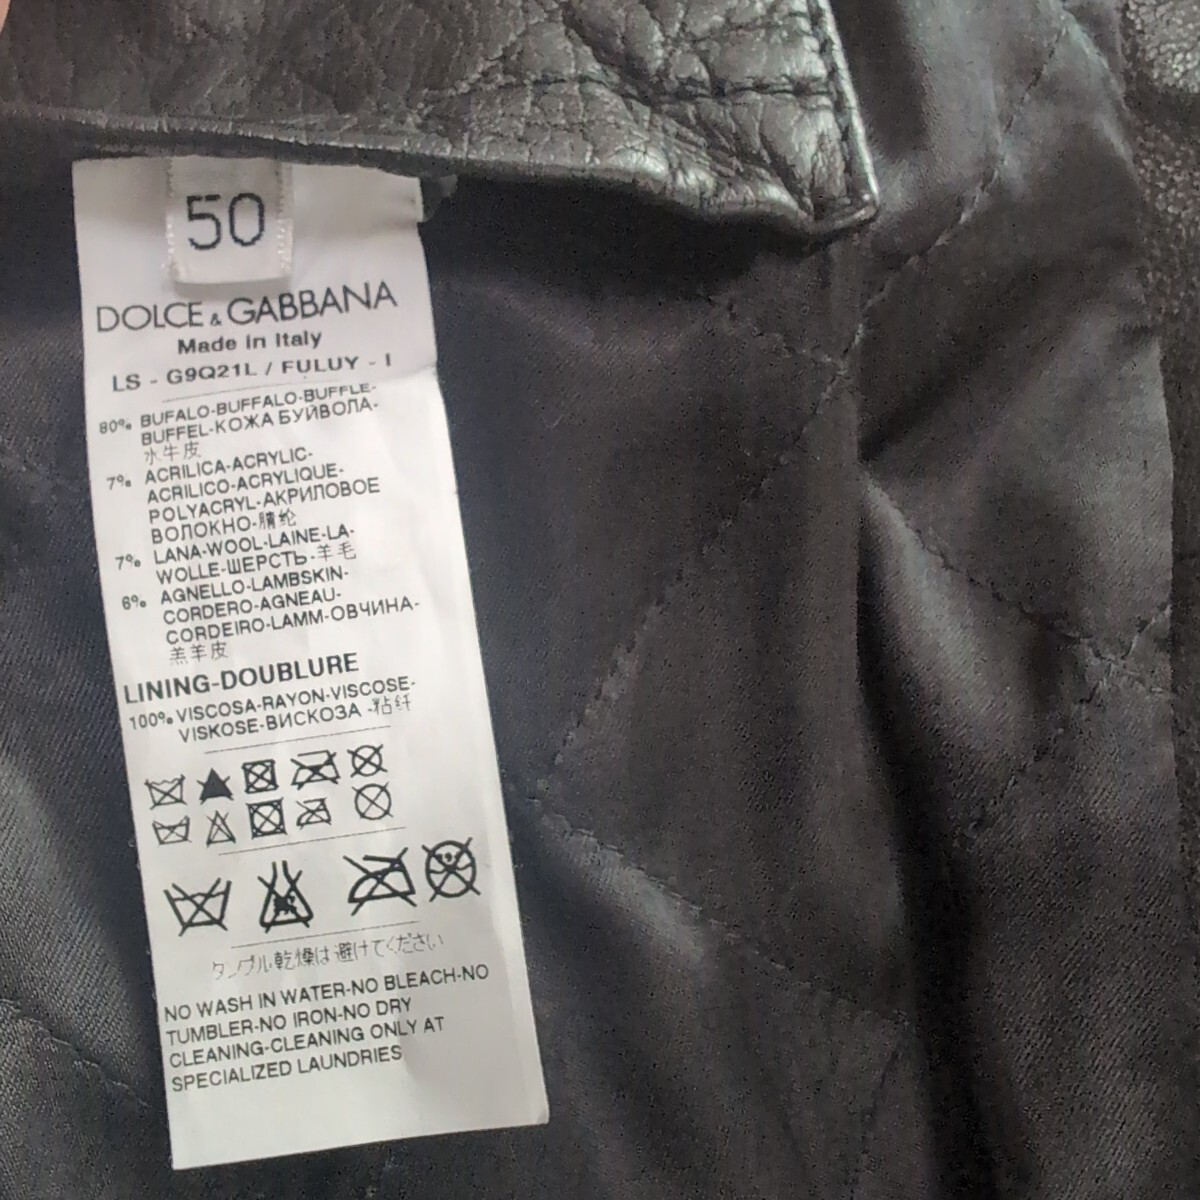 50
DOLCE & GABBANA
Made in Italy
LS - G9Q21L / FULUY - I
80% BUFALO-BUFFALO-BUFFLE-
BUFFEL-КОЖА БУЙВОЛА-
水牛皮
7% ACRILICA-ACRYLIC-
ACRILICO-ACRYLIQUE-
POLYACRYL-АКРИЛОВОЕ
ВОЛОКНО-腈纶
7% LANA-WOOL-LAINE-LA-
WOLLE-ШЕРСТЬ-羊毛
6% AGNELLO-LAMBSKIN-
CORDERO-AGNEAU-
CORDEIRO-LAMM-ОВЧИНА-
羔羊皮
LINING-DOUBLURE
100% VISCOSA-RAYON-VISCOSE-
VISKOSE-ВИСКОЗА -粘纤
タンブル乾燥は避けてください
NO WASH IN WATER-NO BLEACH-NO
TUMBLER-NO IRON-NO DRY
CLEANING-CLEANING ONLY AT
SPECIALIZED LAUNDRIES